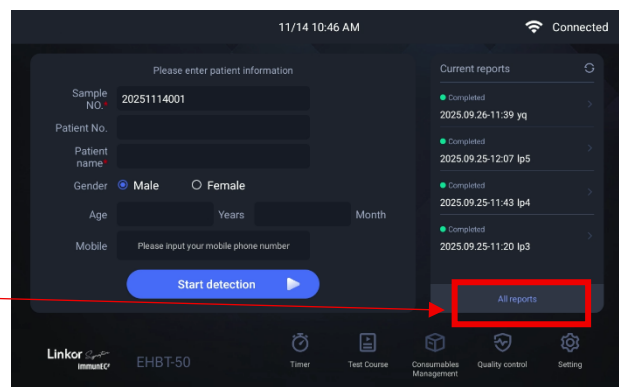 11/14 10:46 AM
Connected
Please enter patient information
Sample NO.*
20251114001
Patient No.
Patient name*
Gender
Male
Female
Age
Years
Month
Mobile
Please input your mobile phone number
Start detection
Current reports
Completed
2025.09.26-11:39 yq
Completed
2025.09.25-12:07 lp5
Completed
2025.09.25-11:43 lp4
Completed
2025.09.25-11:20 lp3
All reports
Linkor
EHBT-50
Timer
Test Course
Consumables Management
Quality control
Setting